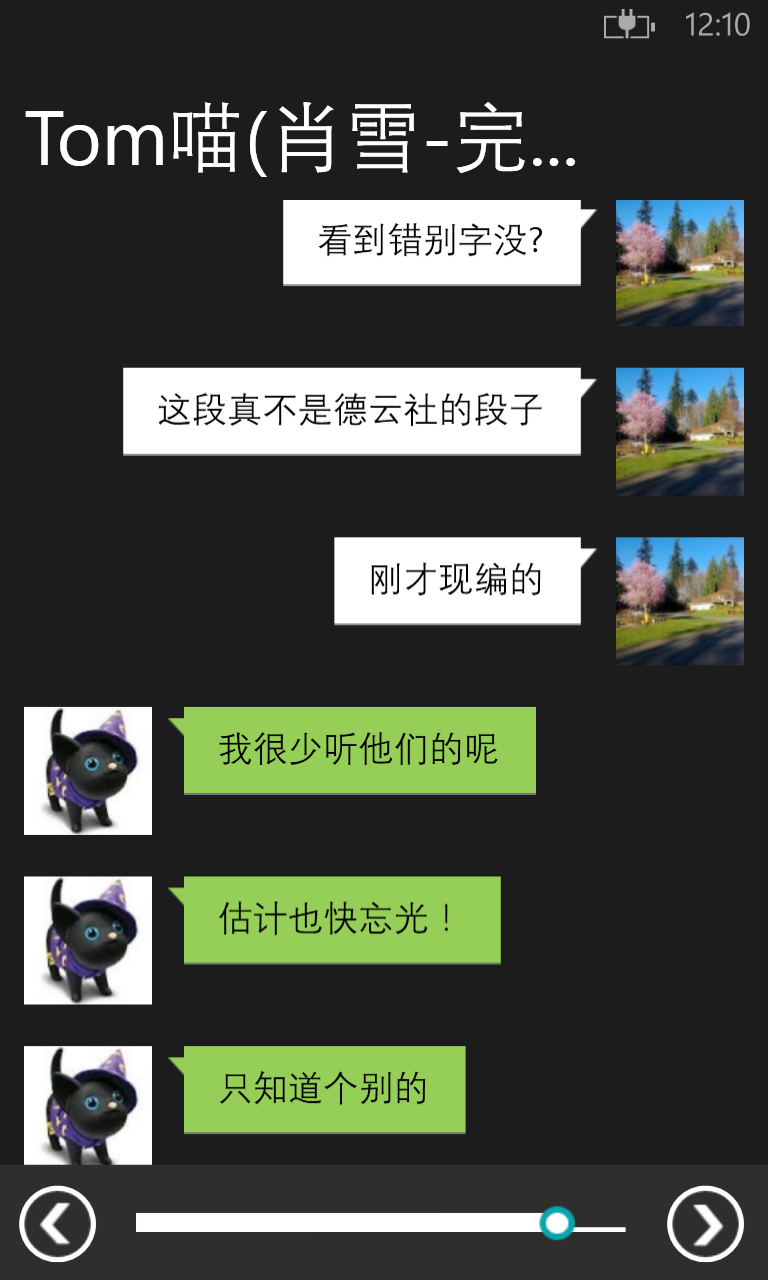 12:10
Tom喵(肖雪-完...
看到错别字没?
这段真不是德云社的段子
刚才现编的
我很少听他们的呢
估计也快忘光！
只知道个别的